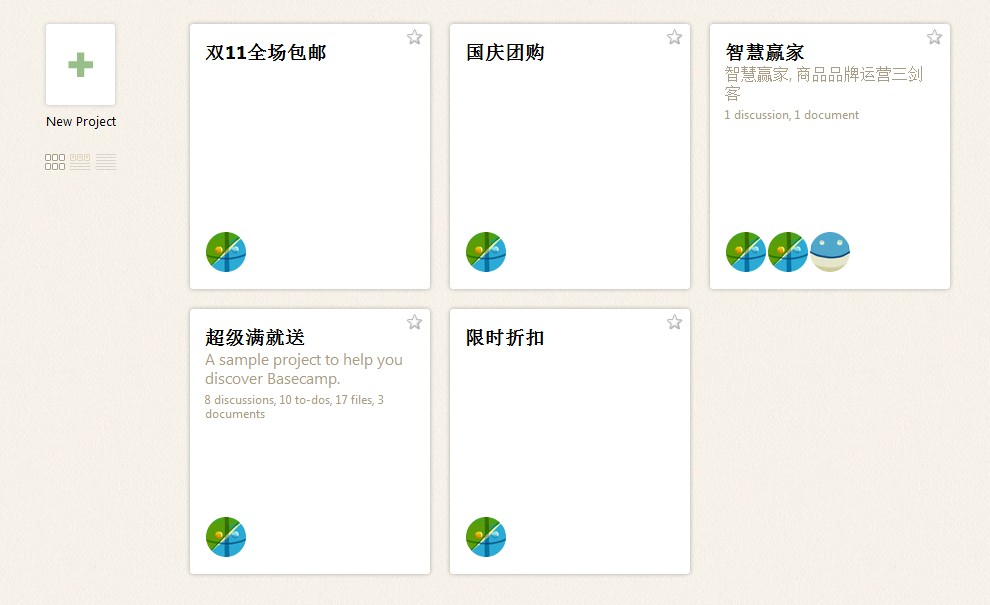 New Project
双11全场包邮
国庆团购
智慧赢家
智慧赢家, 商品品牌运营三剑
客
1 discussion, 1 document
超级满就送
A sample project to help you
discover Basecamp.
8 discussions, 10 to-dos, 17 files, 3
documents
限时折扣